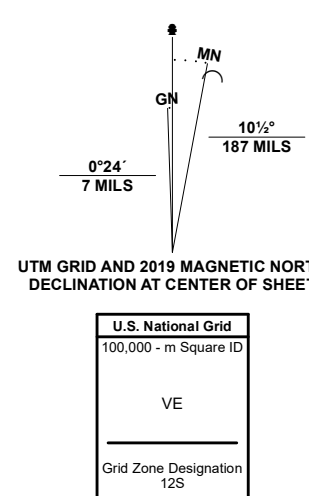 MN
GN
10½°
187 MILS
0°24´
7 MILS
UTM GRID AND 2019 MAGNETIC NORT
DECLINATION AT CENTER OF SHEET
U.S. National Grid
100,000 - m Square ID
VE
Grid Zone Designation
12S